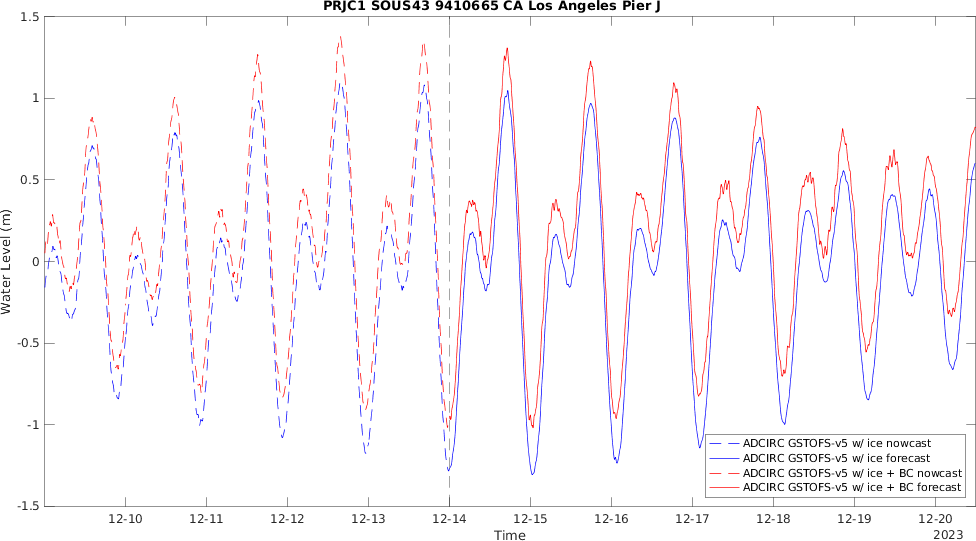 PRJC1 SOUS43 9410665 CA Los Angeles Pier J
1.5
1
0.5
0
-0.5
-1
-1.5
Water Level (m)
12-10 12-11 12-12 12-13 12-14 12-15 12-16 12-17 12-18 12-19 12-20
Time
2023
ADCIRC GSTOFS-v5 w/ ice nowcast
ADCIRC GSTOFS-v5 w/ ice forecast
ADCIRC GSTOFS-v5 w/ ice + BC nowcast
ADCIRC GSTOFS-v5 w/ ice + BC forecast